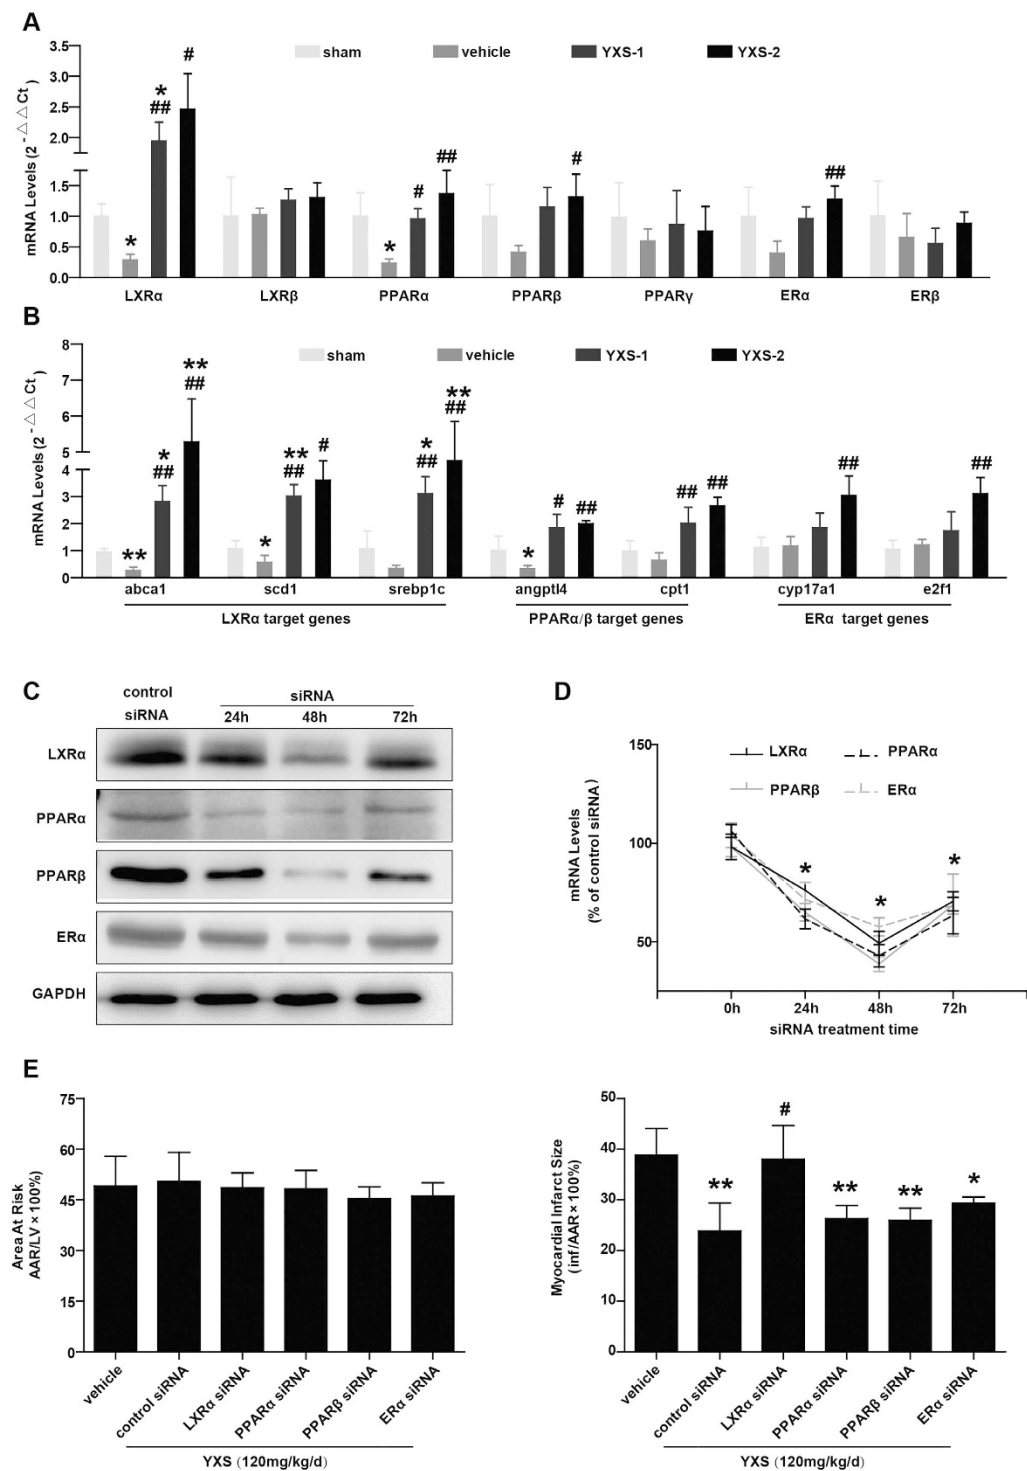 A
mRNA Levels (2^-△△Ct)
3.5
3.0
2.5
2.0
1.5
1.0
0.5
0.0
sham vehicle YXS-1 YXS-2
* * ## # * # ## # ##
LXRα LXRβ PPARα PPARβ PPARγ ERα ERβ
B
mRNA Levels (2^-△△Ct)
8
7
6
5
4
3
2
1
0
sham vehicle YXS-1 YXS-2
** * ## ** ## * ** ## # * ## ** ## * # ## ## ## ## ##
abca1 scd1 srebp1c angptl4 cpt1 cyp17a1 e2f1
LXRα target genes PPARα/β target genes ERα target genes
C
control siRNA
siRNA
24h 48h 72h
LXRα
PPARα
PPARβ
ERα
GAPDH
D
mRNA Levels
(% of control siRNA)
150
100
50
LXRα PPARα
PPARβ ERα
* * *
0h 24h 48h 72h
siRNA treatment time
E
Area At Risk
AAR/LV × 100%)
75
60
45
30
15
0
vehicle
control siRNA
LXRα siRNA
PPARα siRNA
PPARβ siRNA
ERα siRNA
YXS (120mg/kg/d)
Myocardial Infarct Size
(inf/AAR × 100%)
50
40
30
20
10
0
** # ** ** *
vehicle
control siRNA
LXRα siRNA
PPARα siRNA
PPARβ siRNA
ERα siRNA
YXS (120mg/kg/d)